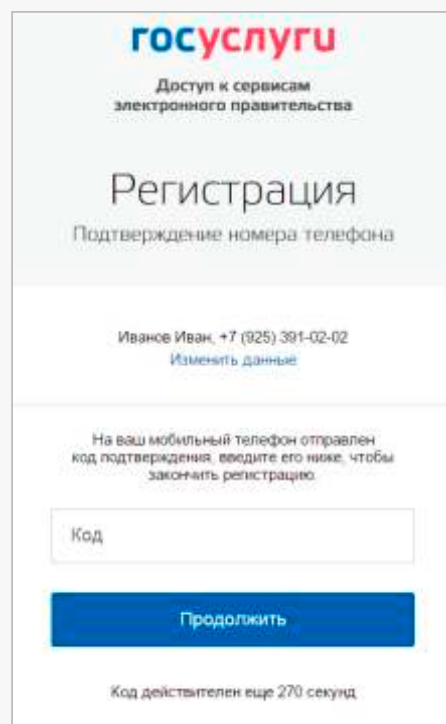 госуслуги
Доступ к сервисам
электронного правительства
Регистрация
Подтверждение номера телефона
Иванов Иван, +7 (925) 391-02-02
Изменить данные
На ваш мобильный телефон отправлен
код подтверждения, введите его ниже, чтобы
закончить регистрацию.
Код
Продолжить
Код действителен еще 270 секунд